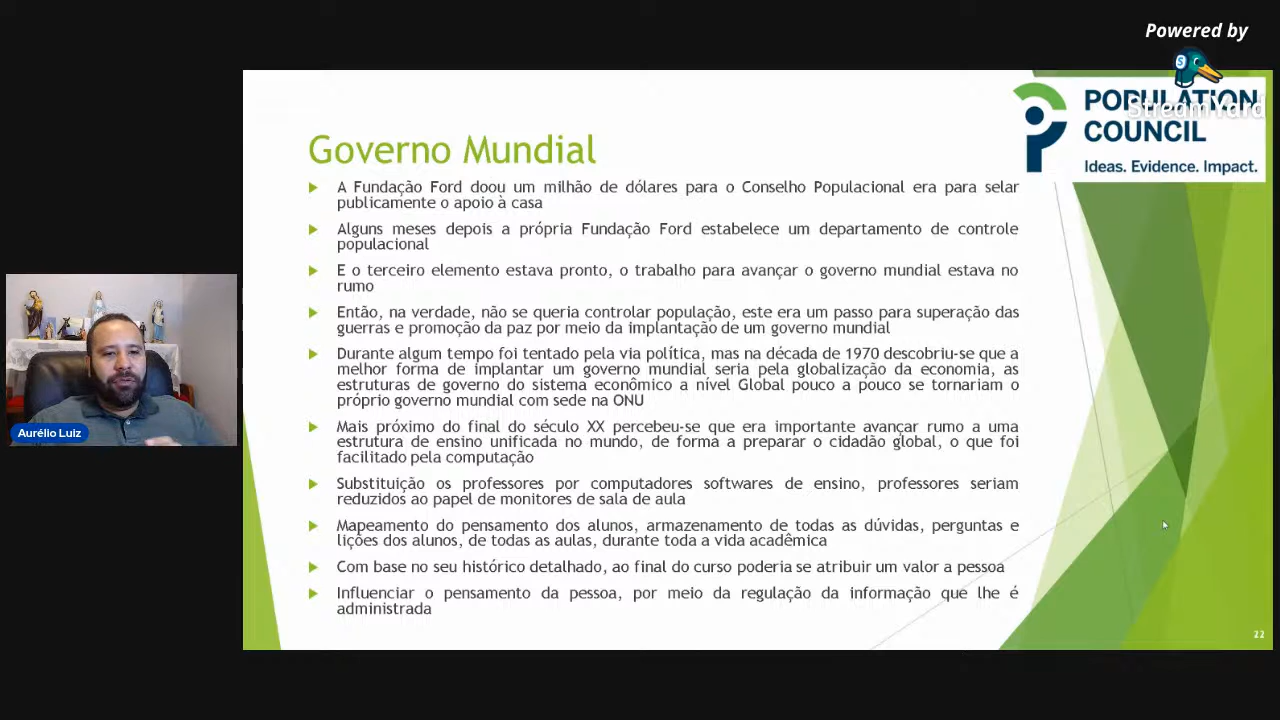 Powered by
StreamYard
POPULATION
COUNCIL
Ideas. Evidence. Impact.
Governo Mundial
A Fundação Ford doou um milhão de dólares para o Conselho Populacional era para selar
publicamente o apoio à casa
Alguns meses depois a própria Fundação Ford estabelece um departamento de controle
populacional
E o terceiro elemento estava pronto, o trabalho para avançar o governo mundial estava no
rumo
Então, na verdade, não se queria controlar população, este era um passo para superação das
guerras e promoção da paz por meio da implantação de um governo mundial
Durante algum tempo foi tentado pela via política, mas na década de 1970 descobriu-se que a
melhor forma de implantar um governo mundial seria pela globalização da economia, as
estruturas de governo do sistema econômico a nível Global pouco a pouco se tornariam o
próprio governo mundial com sede na ONU
Mais próximo do final do século XX percebeu-se que era importante avançar rumo a uma
estrutura de ensino unificada no mundo, de forma a preparar o cidadão global, o que foi
facilitado pela computação
Substituição os professores por computadores softwares de ensino, professores seriam
reduzidos ao papel de monitores de sala de aula
Mapeamento do pensamento dos alunos, armazenamento de todas as dúvidas, perguntas e
lições dos alunos, de todas as aulas, durante toda a vida acadêmica
Com base no seu histórico detalhado, ao final do curso poderia se atribuir um valor a pessoa
Influenciar o pensamento da pessoa, por meio da regulação da informação que lhe é
administrada
Aurélio Luiz
22